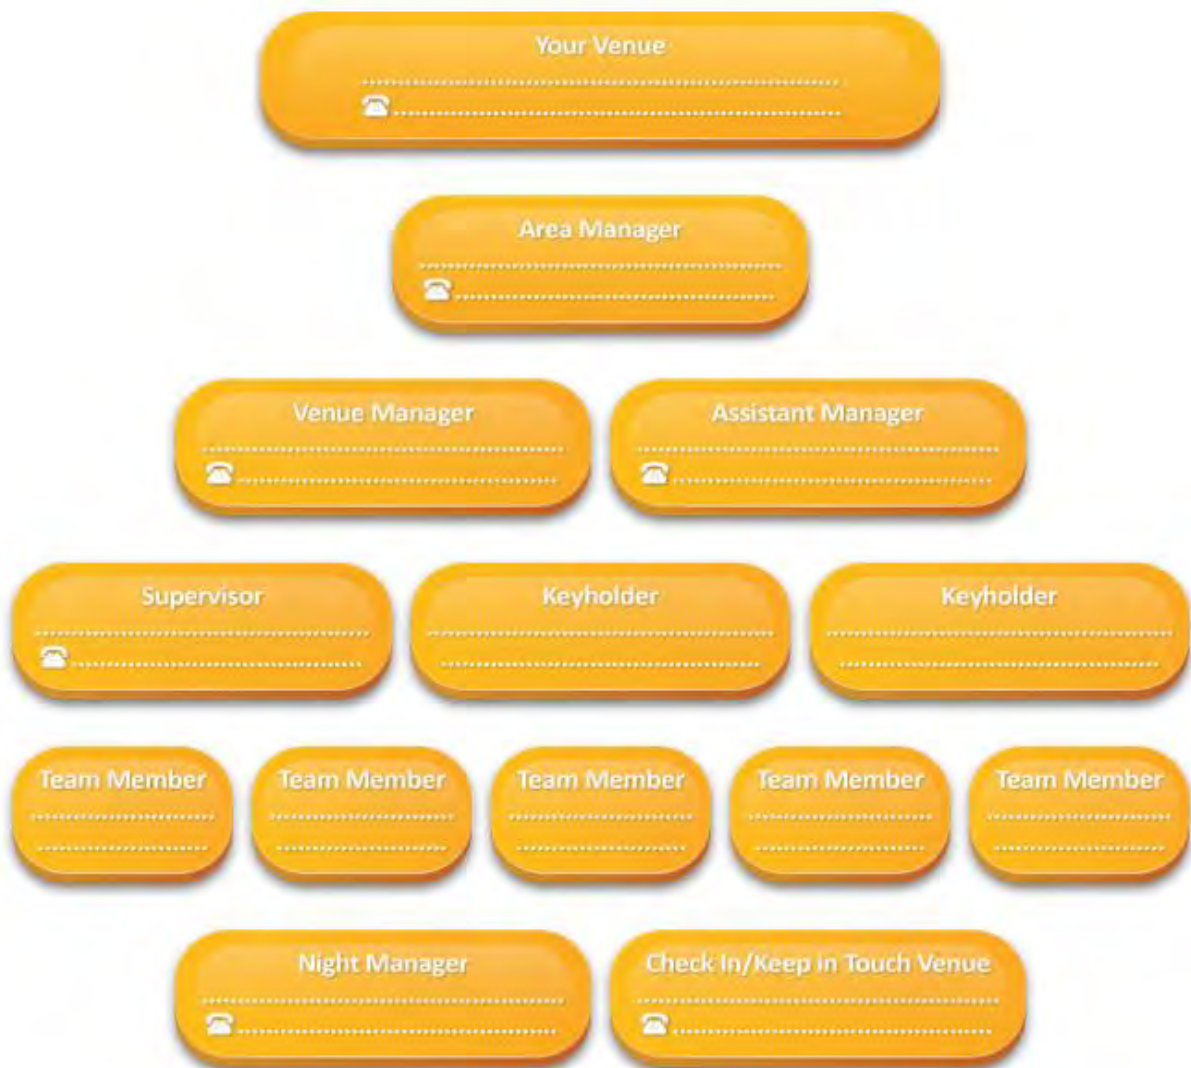 Your Venue
................................................................................
☎ ................................................................................
Area Manager
............................................................
☎ ............................................................
Venue Manager Assistant Manager
............................................................ ............................................................
☎ ............................................................ ☎ ............................................................
Supervisor Keyholder Keyholder
............................................................ ............................................................ ............................................................
☎ .................................................. .................................................. ..................................................
Team Member Team Member Team Member Team Member Team Member
.............................. .............................. .............................. .............................. ..............................
.............................. .............................. .............................. .............................. ..............................
Night Manager Check In/Keep in Touch Venue
............................................................ ............................................................
☎ ............................................................ ☎ ............................................................